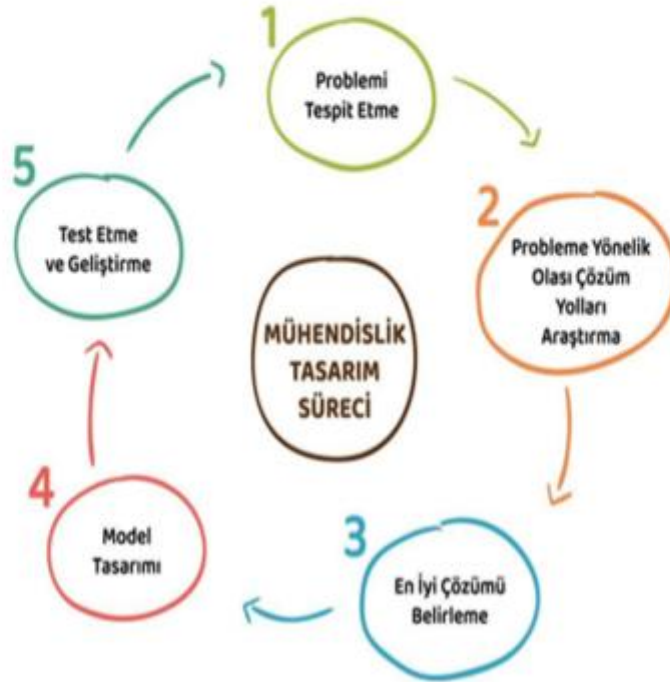 1
Problemi
Tespit Etme
2
Probleme Yönelik
Olası Çözüm
Yolları
Araştırma
3
En İyi Çözümü
Belirleme
4
Model
Tasarımı
5
Test Etme
ve Geliştirme
MÜHENDİSLİK
TASARIM
SÜRECİ